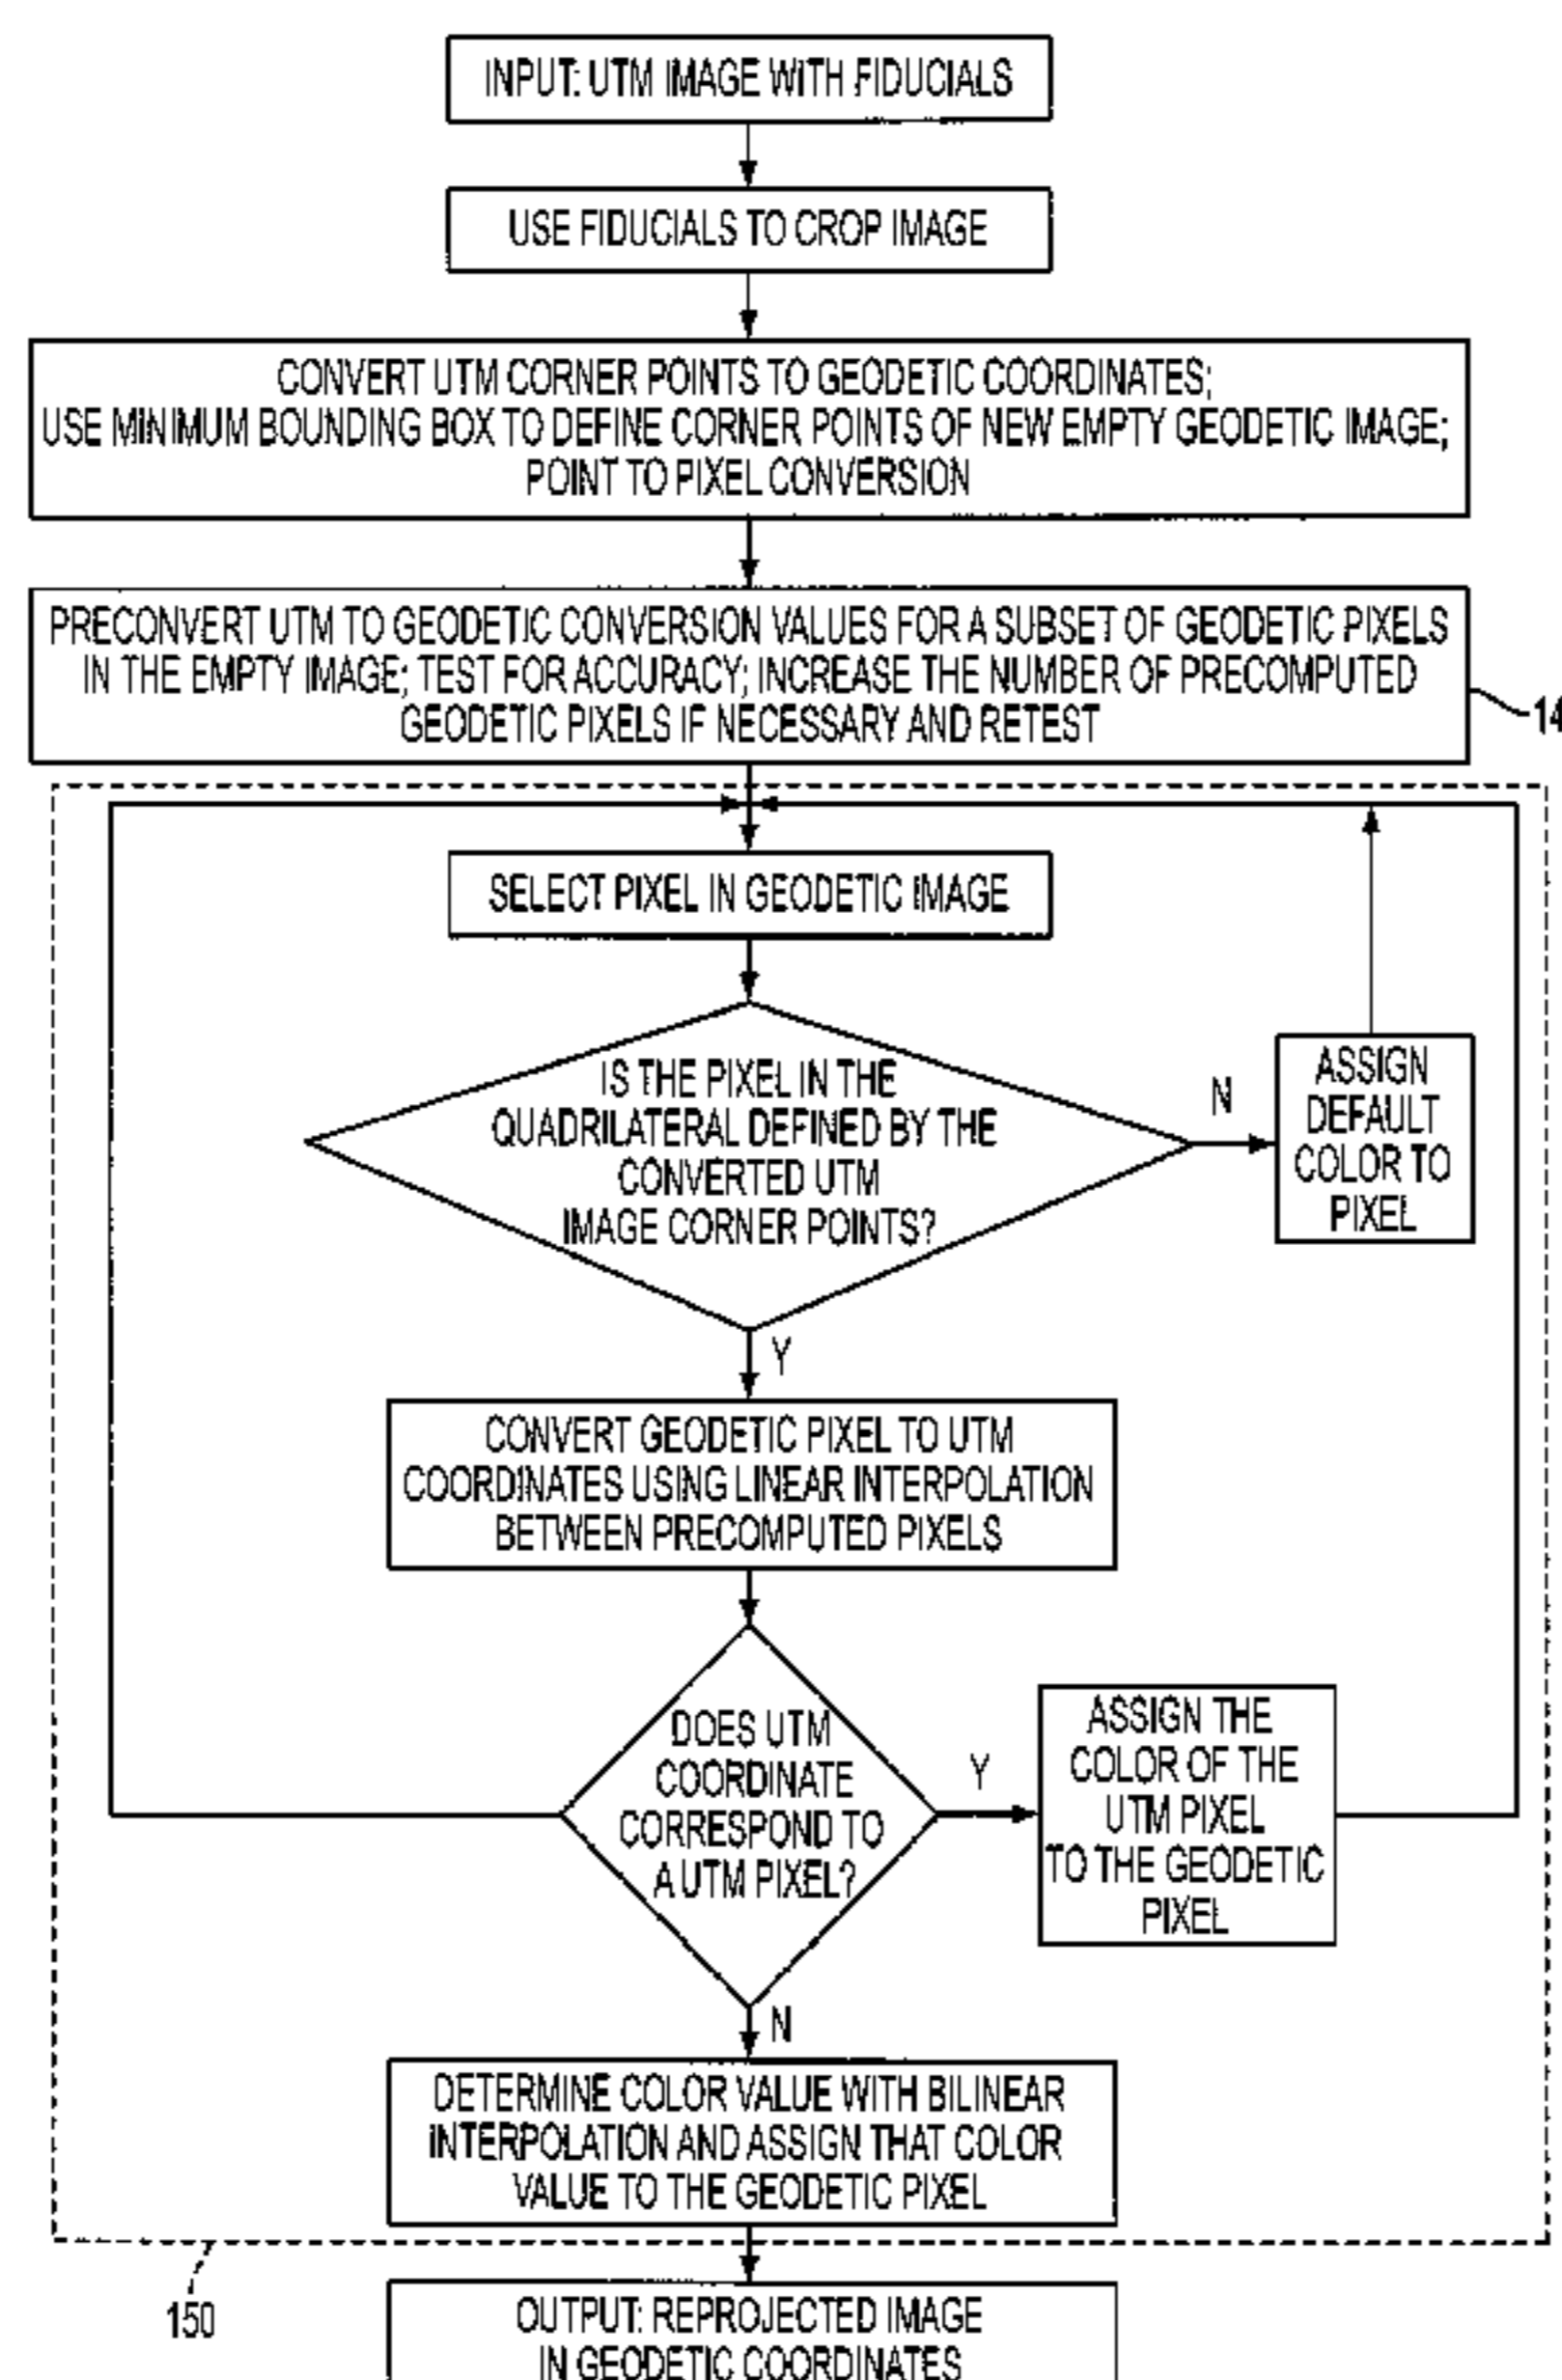 INPUT: UTM IMAGE WITH FIDUCIALS
USE FIDUCIALS TO CROP IMAGE
CONVERT UTM CORNER POINTS TO GEODETIC COORDINATES;
USE MINIMUM BOUNDING BOX TO DEFINE CORNER POINTS OF NEW EMPTY GEODETIC IMAGE;
POINT TO PIXEL CONVERSION
PRECONVERT UTM TO GEODETIC CONVERSION VALUES FOR A SUBSET OF GEODETIC PIXELS
IN THE EMPTY IMAGE; TEST FOR ACCURACY; INCREASE THE NUMBER OF PRECOMPUTED
GEODETIC PIXELS IF NECESSARY AND RETEST
SELECT PIXEL IN GEODETIC IMAGE
IS THE PIXEL IN THE
QUADRILATERAL DEFINED BY THE
CONVERTED UTM
IMAGE CORNER POINTS?
N
ASSIGN
DEFAULT
COLOR TO
PIXEL
Y
CONVERT GEODETIC PIXEL TO UTM
COORDINATES USING LINEAR INTERPOLATION
BETWEEN PRECOMPUTED PIXELS
DOES UTM
COORDINATE
CORRESPOND TO
A UTM PIXEL?
Y
ASSIGN THE
COLOR OF THE
UTM PIXEL
TO THE GEODETIC
PIXEL
N
DETERMINE COLOR VALUE WITH BILINEAR
INTERPOLATION AND ASSIGN THAT COLOR
VALUE TO THE GEODETIC PIXEL
150
OUTPUT: REPROJECTED IMAGE
IN GEODETIC COORDINATES